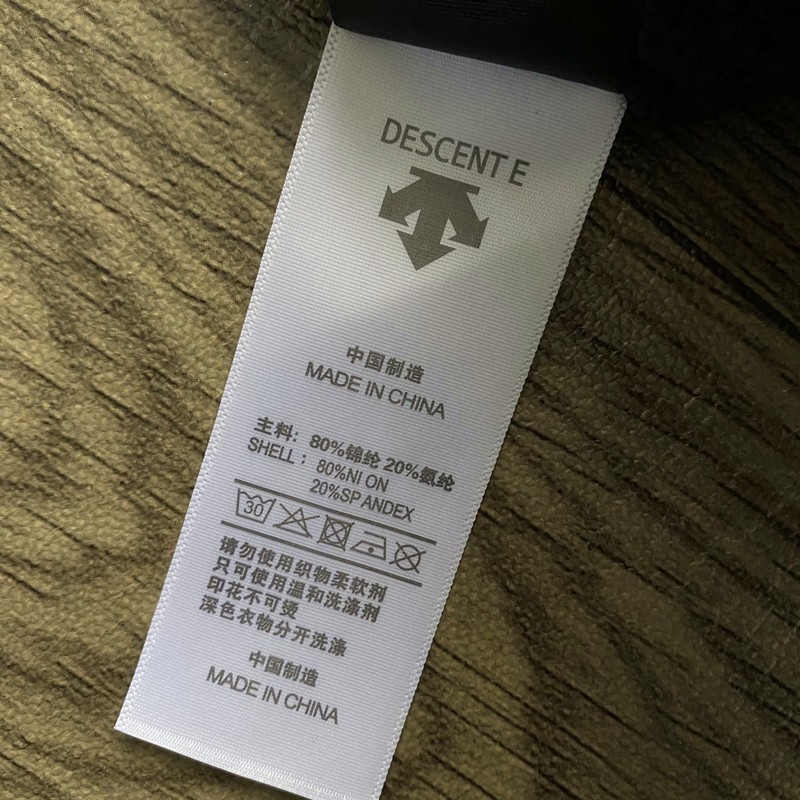 DESCENTE
中国制造
MADE IN CHINA
主料: 80%锦纶 20%氨纶
SHELL : 80%NI ON
20%SP ANDEX
30
请勿使用织物柔软剂
只可使用温和洗涤剂
印花不可烫
深色衣物分开洗涤
中国制造
MADE IN CHINA